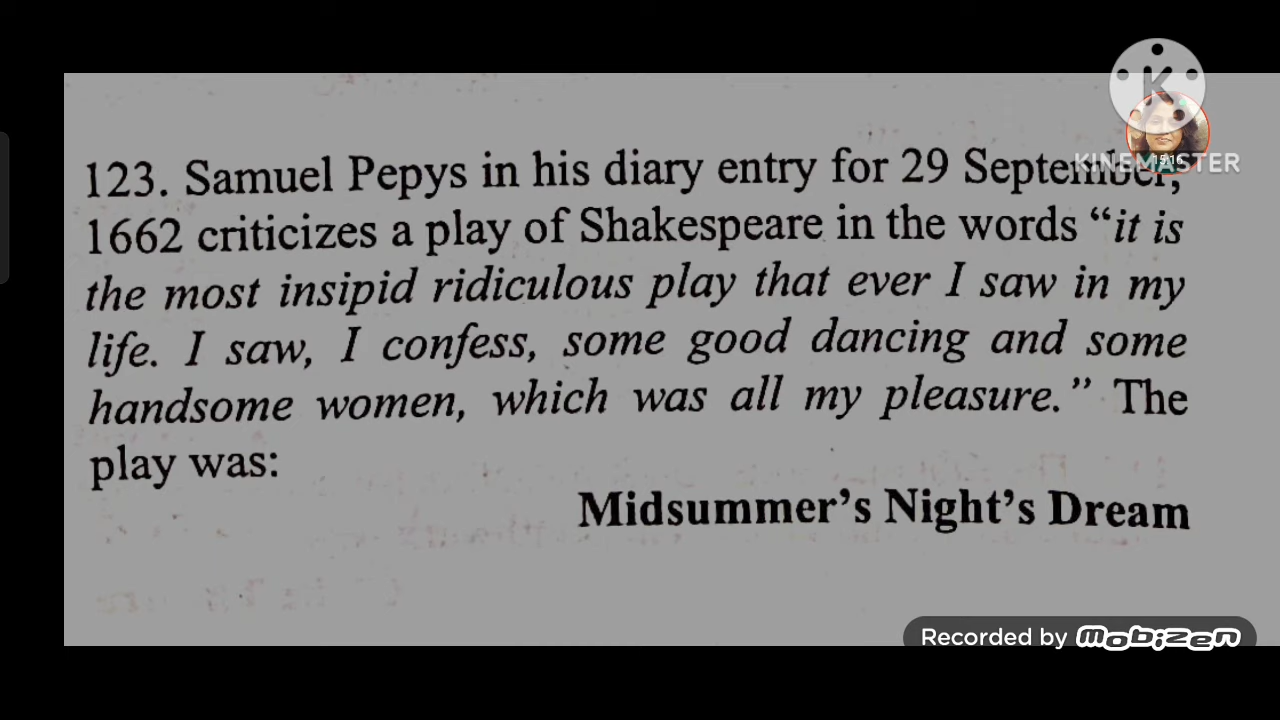 KINEMASTER
15:16
123. Samuel Pepys in his diary entry for 29 September,
1662 criticizes a play of Shakespeare in the words “it is
the most insipid ridiculous play that ever I saw in my
life. I saw, I confess, some good dancing and some
handsome women, which was all my pleasure.” The
play was:
Midsummer’s Night’s Dream
Recorded by mobizen